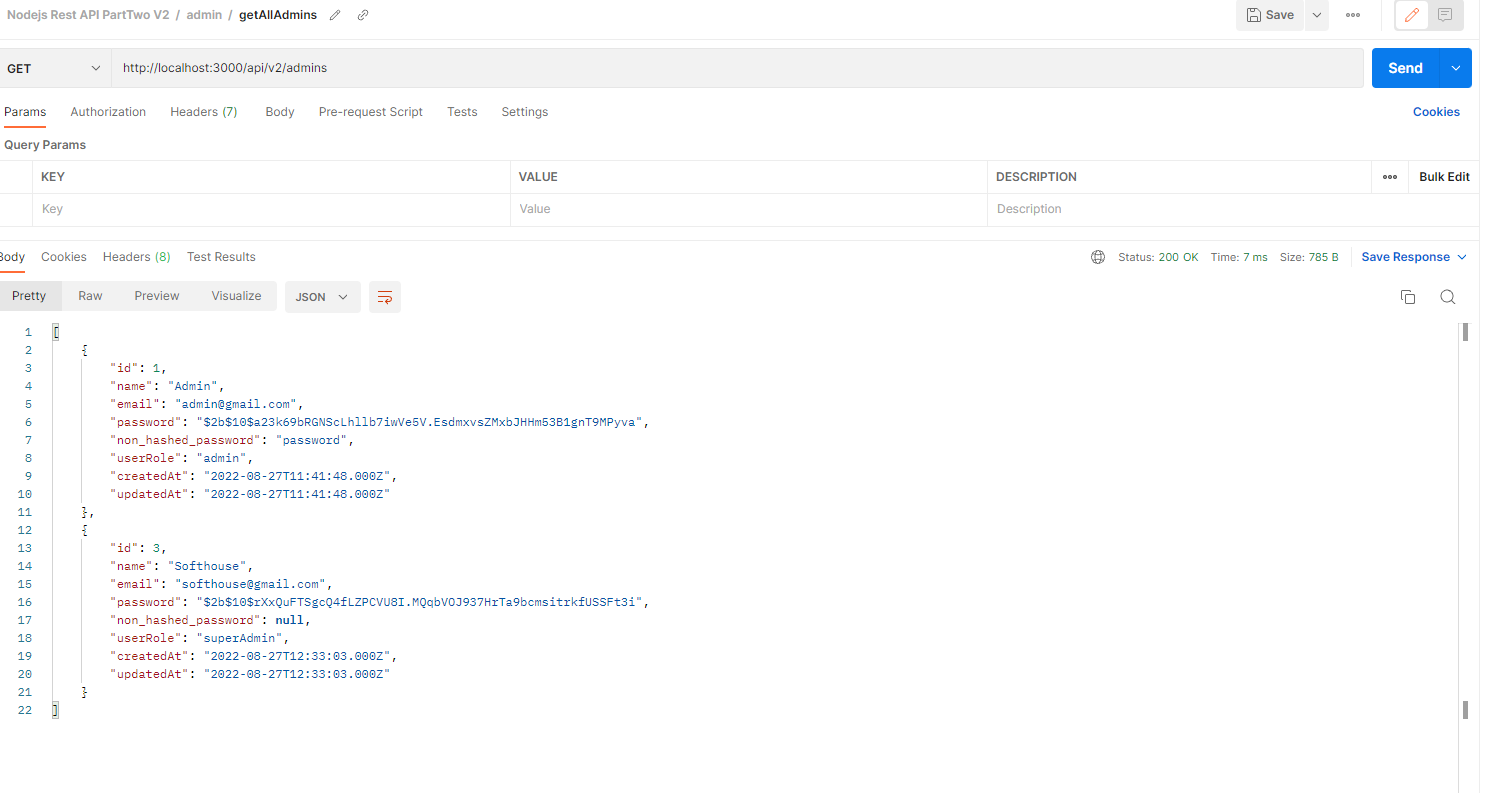 Nodejs Rest API PartTwo V2 / admin / getAllAdmins
Save
GET http://localhost:3000/api/v2/admins Send
Params Authorization Headers (7) Body Pre-request Script Tests Settings Cookies
Query Params
KEY VALUE DESCRIPTION Bulk Edit
Key Value Description
Body Cookies Headers (8) Test Results Status: 200 OK Time: 7 ms Size: 785 B Save Response
Pretty Raw Preview Visualize JSON
1 [
2 {
3 "id": 1,
4 "name": "Admin",
5 "email": "admin@gmail.com",
6 "password": "$2b$10$a23k69bRGNScLhllb7iwVe5V.EsdmxvsZMxbJHHm53B1gnT9MPyva",
7 "non_hashed_password": "password",
8 "userRole": "admin",
9 "createdAt": "2022-08-27T11:41:48.000Z",
10 "updatedAt": "2022-08-27T11:41:48.000Z"
11 },
12 {
13 "id": 3,
14 "name": "Softhouse",
15 "email": "softhouse@gmail.com",
16 "password": "$2b$10$rXxQuFTSgcQ4fLZPCVU8I.MQqbVOJ937HrTa9bcmsitrkfUSSFt3i",
17 "non_hashed_password": null,
18 "userRole": "superAdmin",
19 "createdAt": "2022-08-27T12:33:03.000Z",
20 "updatedAt": "2022-08-27T12:33:03.000Z"
21 }
22 ]